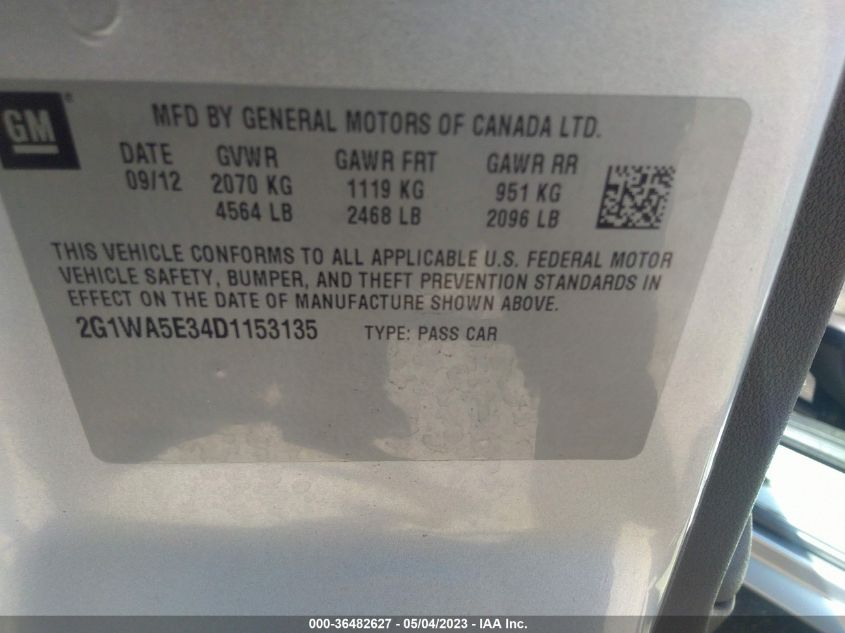 GM®
MFD BY GENERAL MOTORS OF CANADA LTD.
DATE GVWR GAWR FRT GAWR RR
09/12 2070 KG 1119 KG 951 KG
4564 LB 2468 LB 2096 LB
THIS VEHICLE CONFORMS TO ALL APPLICABLE U.S. FEDERAL MOTOR
VEHICLE SAFETY, BUMPER, AND THEFT PREVENTION STANDARDS IN
EFFECT ON THE DATE OF MANUFACTURE SHOWN ABOVE.
2G1WA5E34D1153135 TYPE: PASS CAR
000-36482627 - 05/04/2023 - IAA Inc.